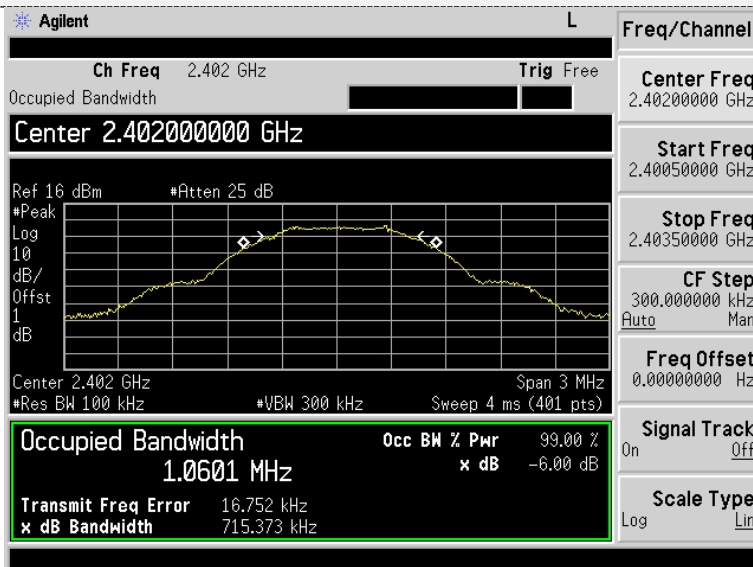 Agilent L
Ch Freq 2.402 GHz Trig Free
Occupied Bandwidth
Center 2.402000000 GHz
Ref 16 dBm #Atten 25 dB
#Peak
Log
10
dB/
Offst
1
dB
Center 2.402 GHz Span 3 MHz
#Res BW 100 kHz #VBW 300 kHz Sweep 4 ms (401 pts)
Occupied Bandwidth Occ BW % Pwr 99.00 %
1.0601 MHz x dB -6.00 dB
Transmit Freq Error 16.752 kHz
x dB Bandwidth 715.373 kHz
Freq/Channel
Center Freq
2.40200000 GHz
Start Freq
2.40050000 GHz
Stop Freq
2.40350000 GHz
CF Step
300.000000 kHz
Auto Man
Freq Offset
0.00000000 Hz
Signal Track
On Off
Scale Type
Log Lin